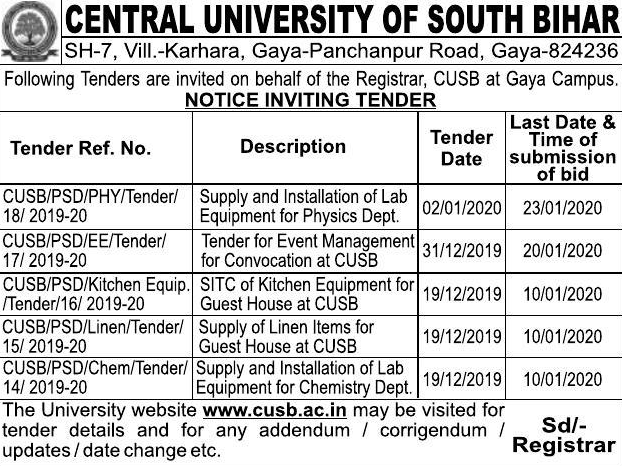 CENTRAL UNIVERSITY OF SOUTH BIHAR
SH-7, Vill.-Karhara, Gaya-Panchanpur Road, Gaya-824236
Following Tenders are invited on behalf of the Registrar, CUSB at Gaya Campus.
NOTICE INVITING TENDER
Tender Ref. No.
Description
Tender
Date
Last Date &
Time of
submission
of bid
CUSB/PSD/PHY/Tender/
18/ 2019-20
Supply and Installation of Lab
Equipment for Physics Dept.
02/01/2020
23/01/2020
CUSB/PSD/EE/Tender/
17/ 2019-20
Tender for Event Management
for Convocation at CUSB
31/12/2019
20/01/2020
CUSB/PSD/Kitchen Equip.
/Tender/16/ 2019-20
SITC of Kitchen Equipment for
Guest House at CUSB
19/12/2019
10/01/2020
CUSB/PSD/Linen/Tender/
15/ 2019-20
Supply of Linen Items for
Guest House at CUSB
19/12/2019
10/01/2020
CUSB/PSD/Chem/Tender/
14/ 2019-20
Supply and Installation of Lab
Equipment for Chemistry Dept.
19/12/2019
10/01/2020
The University website www.cusb.ac.in may be visited for
tender details and for any addendum / corrigendum /
updates / date change etc.
Sd/-
Registrar